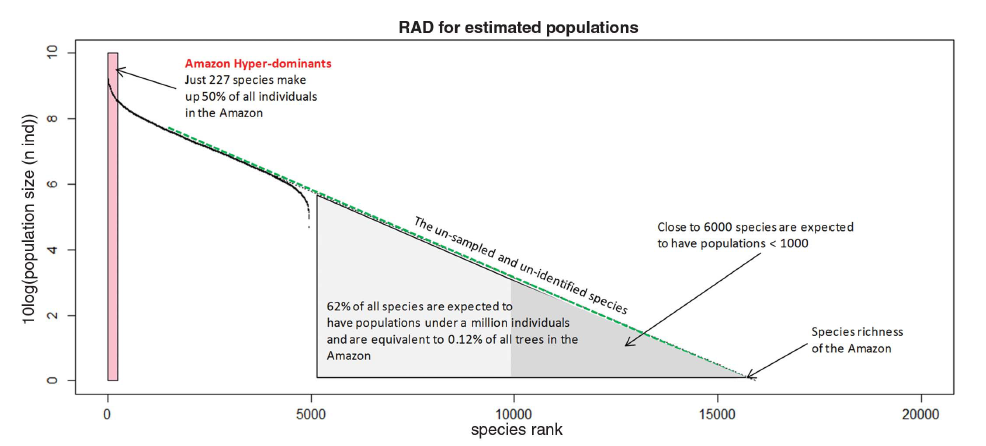 RAD for estimated populations
Amazon Hyper-dominants
Just 227 species make
up 50% of all individuals
in the Amazon
10log(population size (n ind))
10
8
6
4
2
0
The un-sampled and un-identified species
Close to 6000 species are expected
to have populations < 1000
62% of all species are expected to
have populations under a million individuals
and are equivalent to 0.12% of all trees in the
Amazon
Species richness
of the Amazon
0
5000
10000
15000
20000
species rank